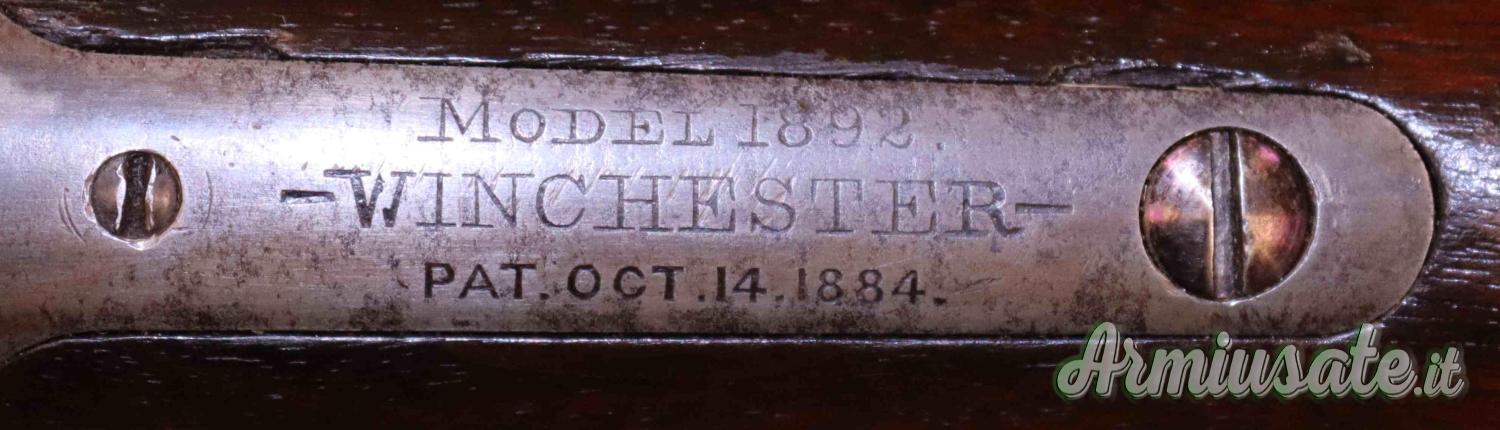 MODEL 1892.
-WINCHESTER-
PAT. OCT. 14. 1884.
Armiusate.it